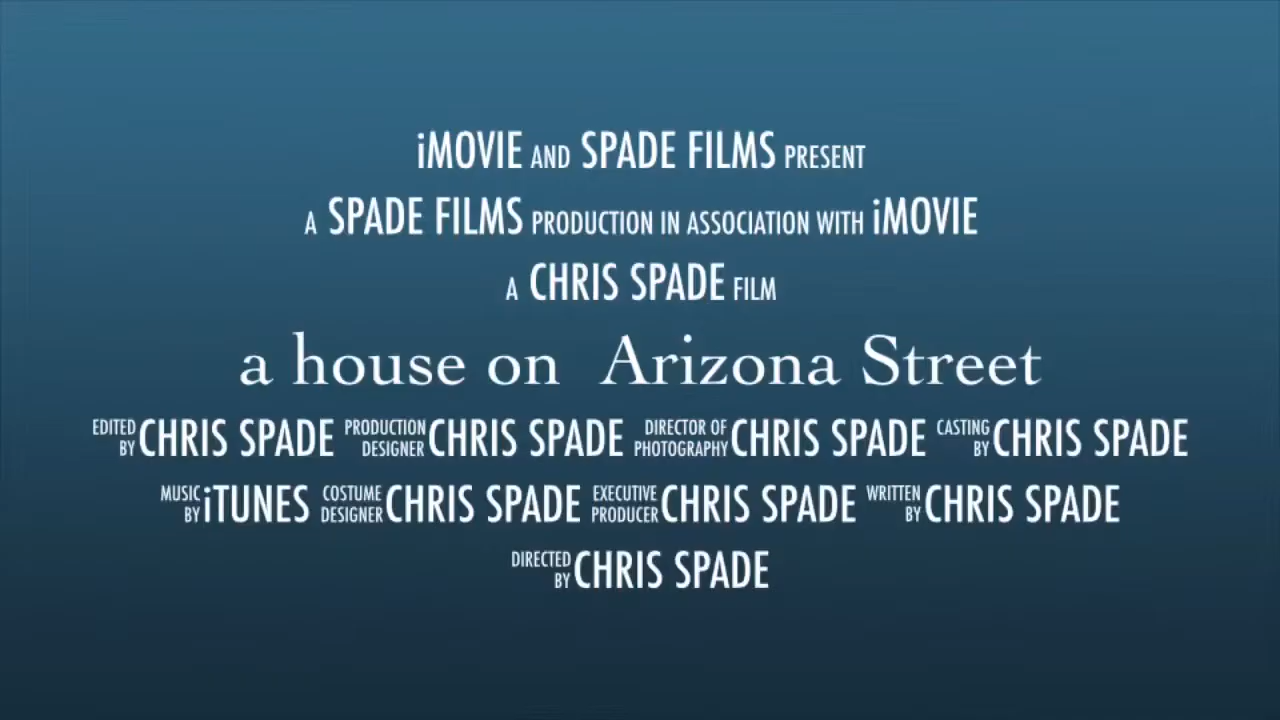 iMOVIE AND SPADE FILMS PRESENT
A SPADE FILMS PRODUCTION IN ASSOCIATION WITH iMOVIE
A CHRIS SPADE FILM
a house on  Arizona Street
EDITED BY CHRIS SPADE PRODUCTION DESIGNER CHRIS SPADE DIRECTOR OF PHOTOGRAPHY CHRIS SPADE CASTING BY CHRIS SPADE
MUSIC BY iTUNES COSTUME DESIGNER CHRIS SPADE EXECUTIVE PRODUCER CHRIS SPADE WRITTEN BY CHRIS SPADE
DIRECTED BY CHRIS SPADE